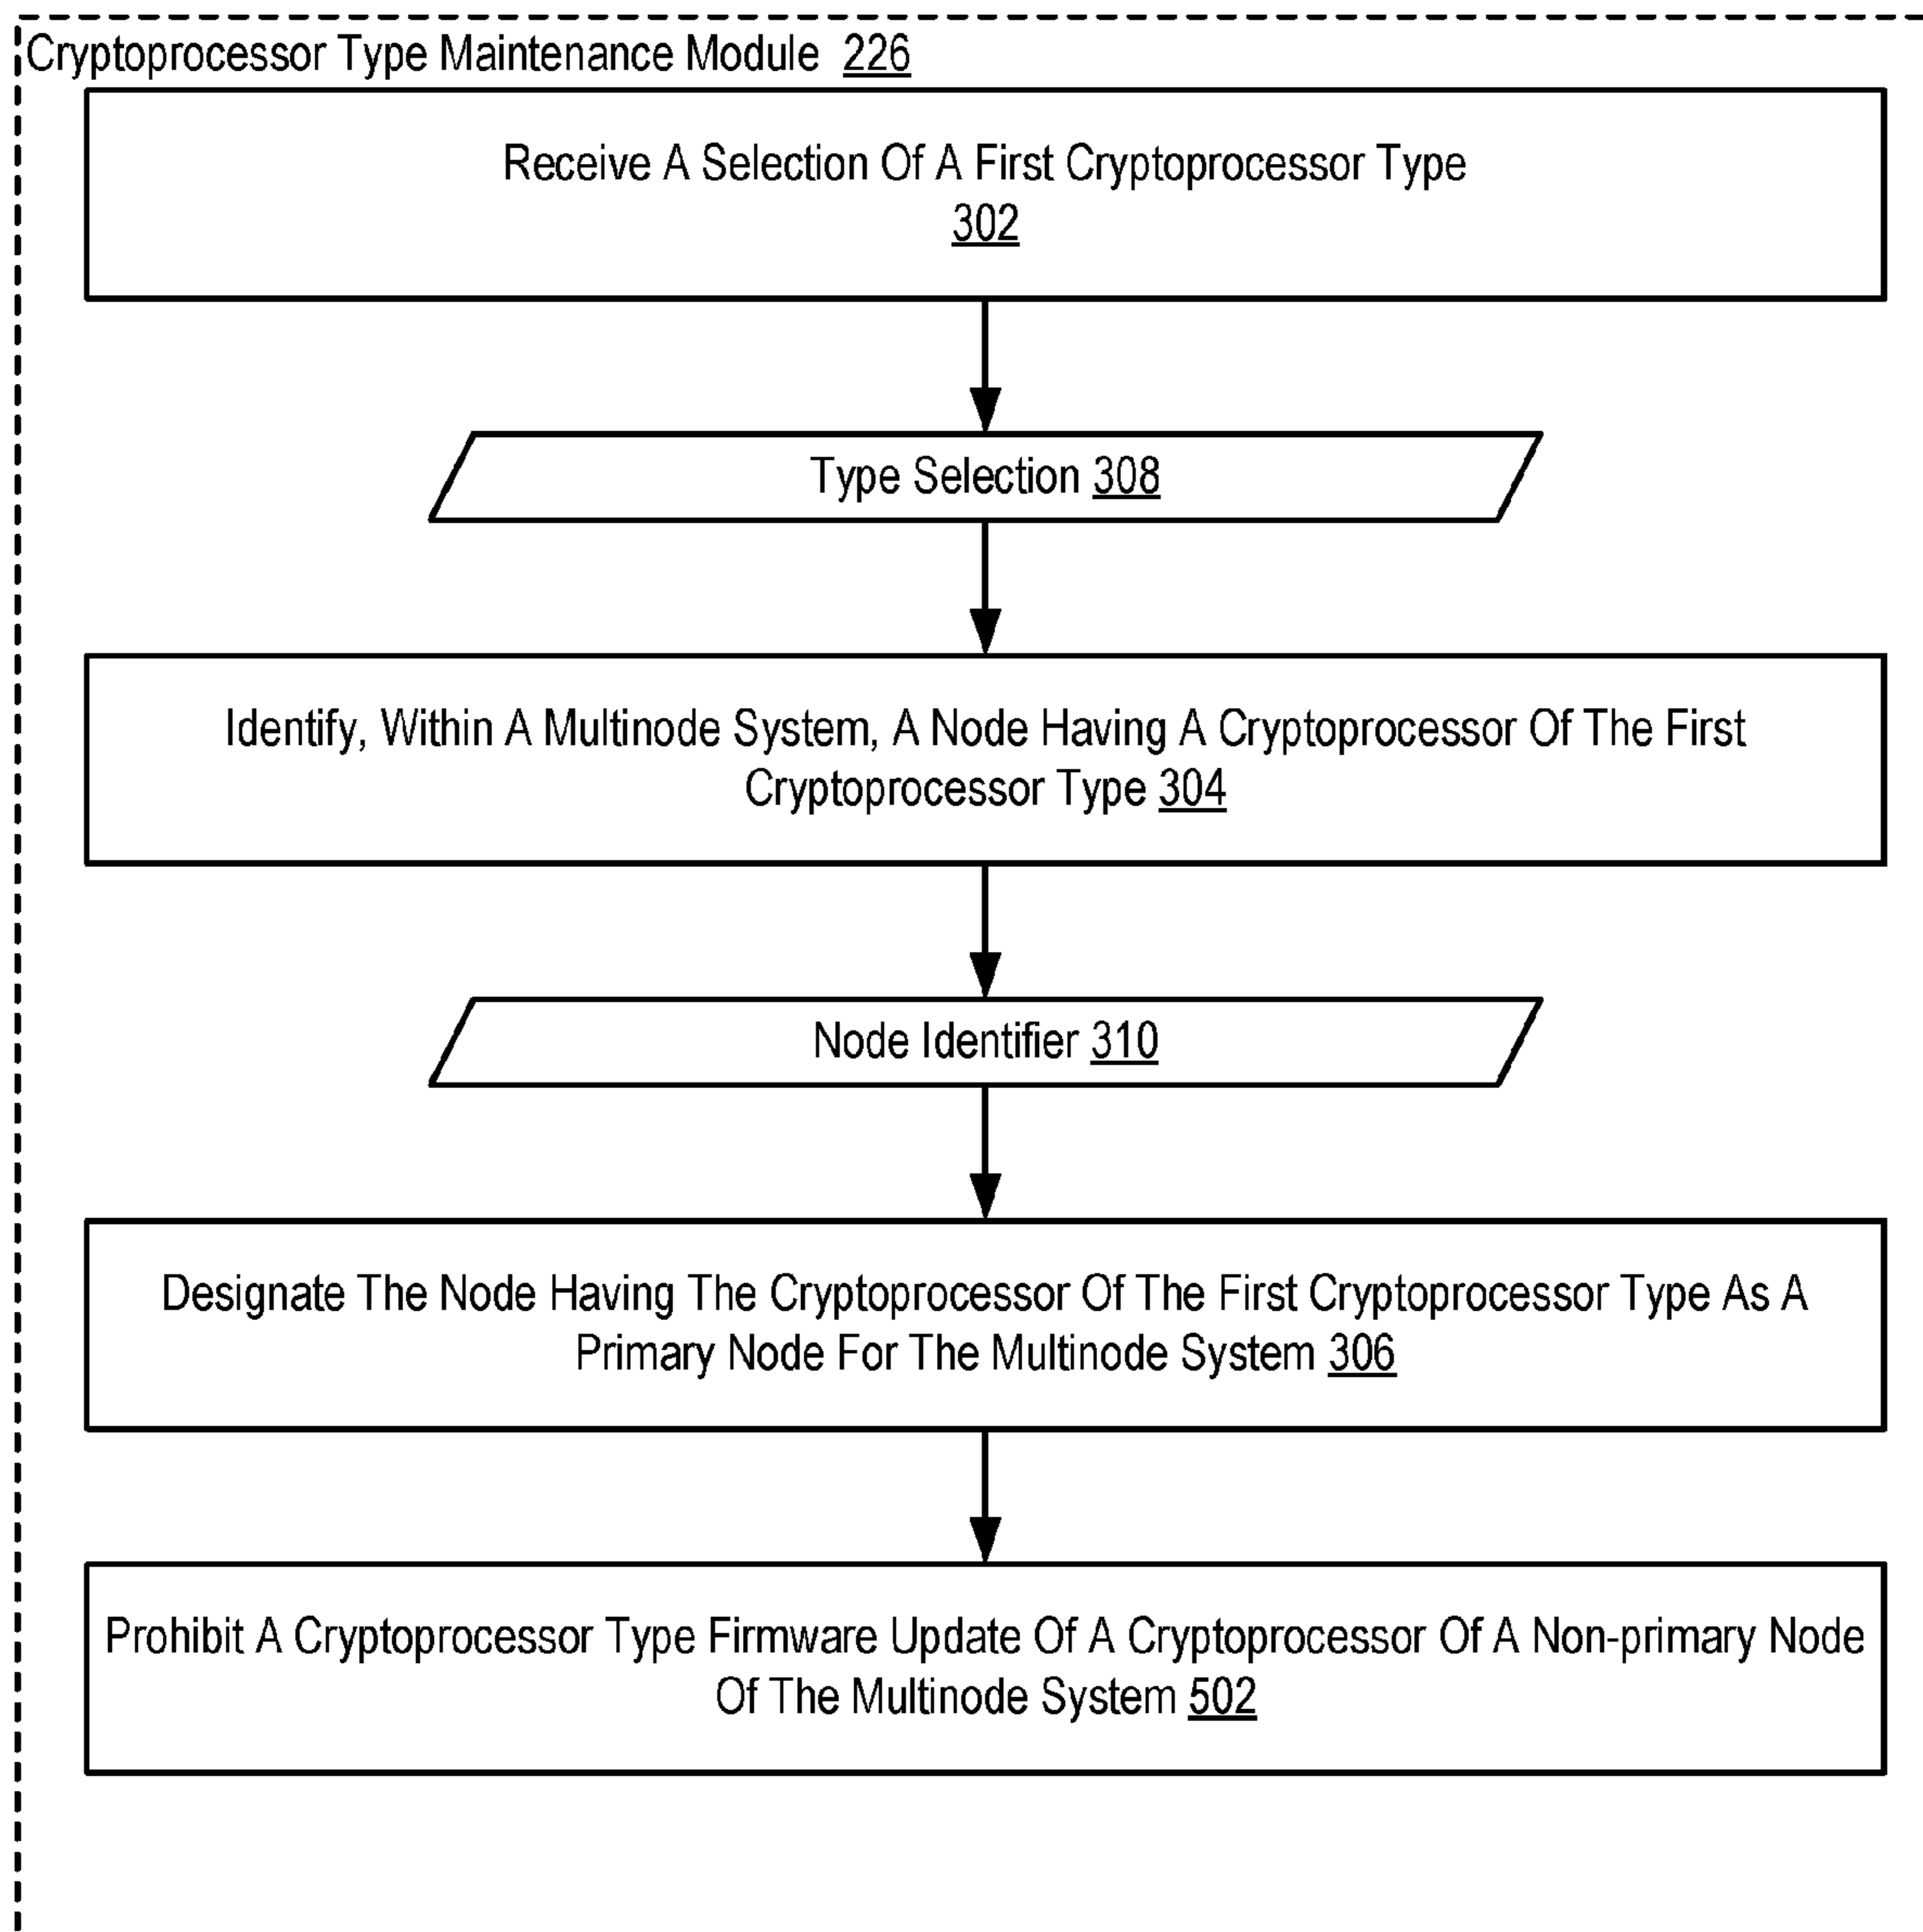 Cryptoprocessor Type Maintenance Module 226
Receive A Selection Of A First Cryptoprocessor Type
302
Type Selection 308
Identify, Within A Multinode System, A Node Having A Cryptoprocessor Of The First
Cryptoprocessor Type 304
Node Identifier 310
Designate The Node Having The Cryptoprocessor Of The First Cryptoprocessor Type As A
Primary Node For The Multinode System 306
Prohibit A Cryptoprocessor Type Firmware Update Of A Cryptoprocessor Of A Non-primary Node
Of The Multinode System 502